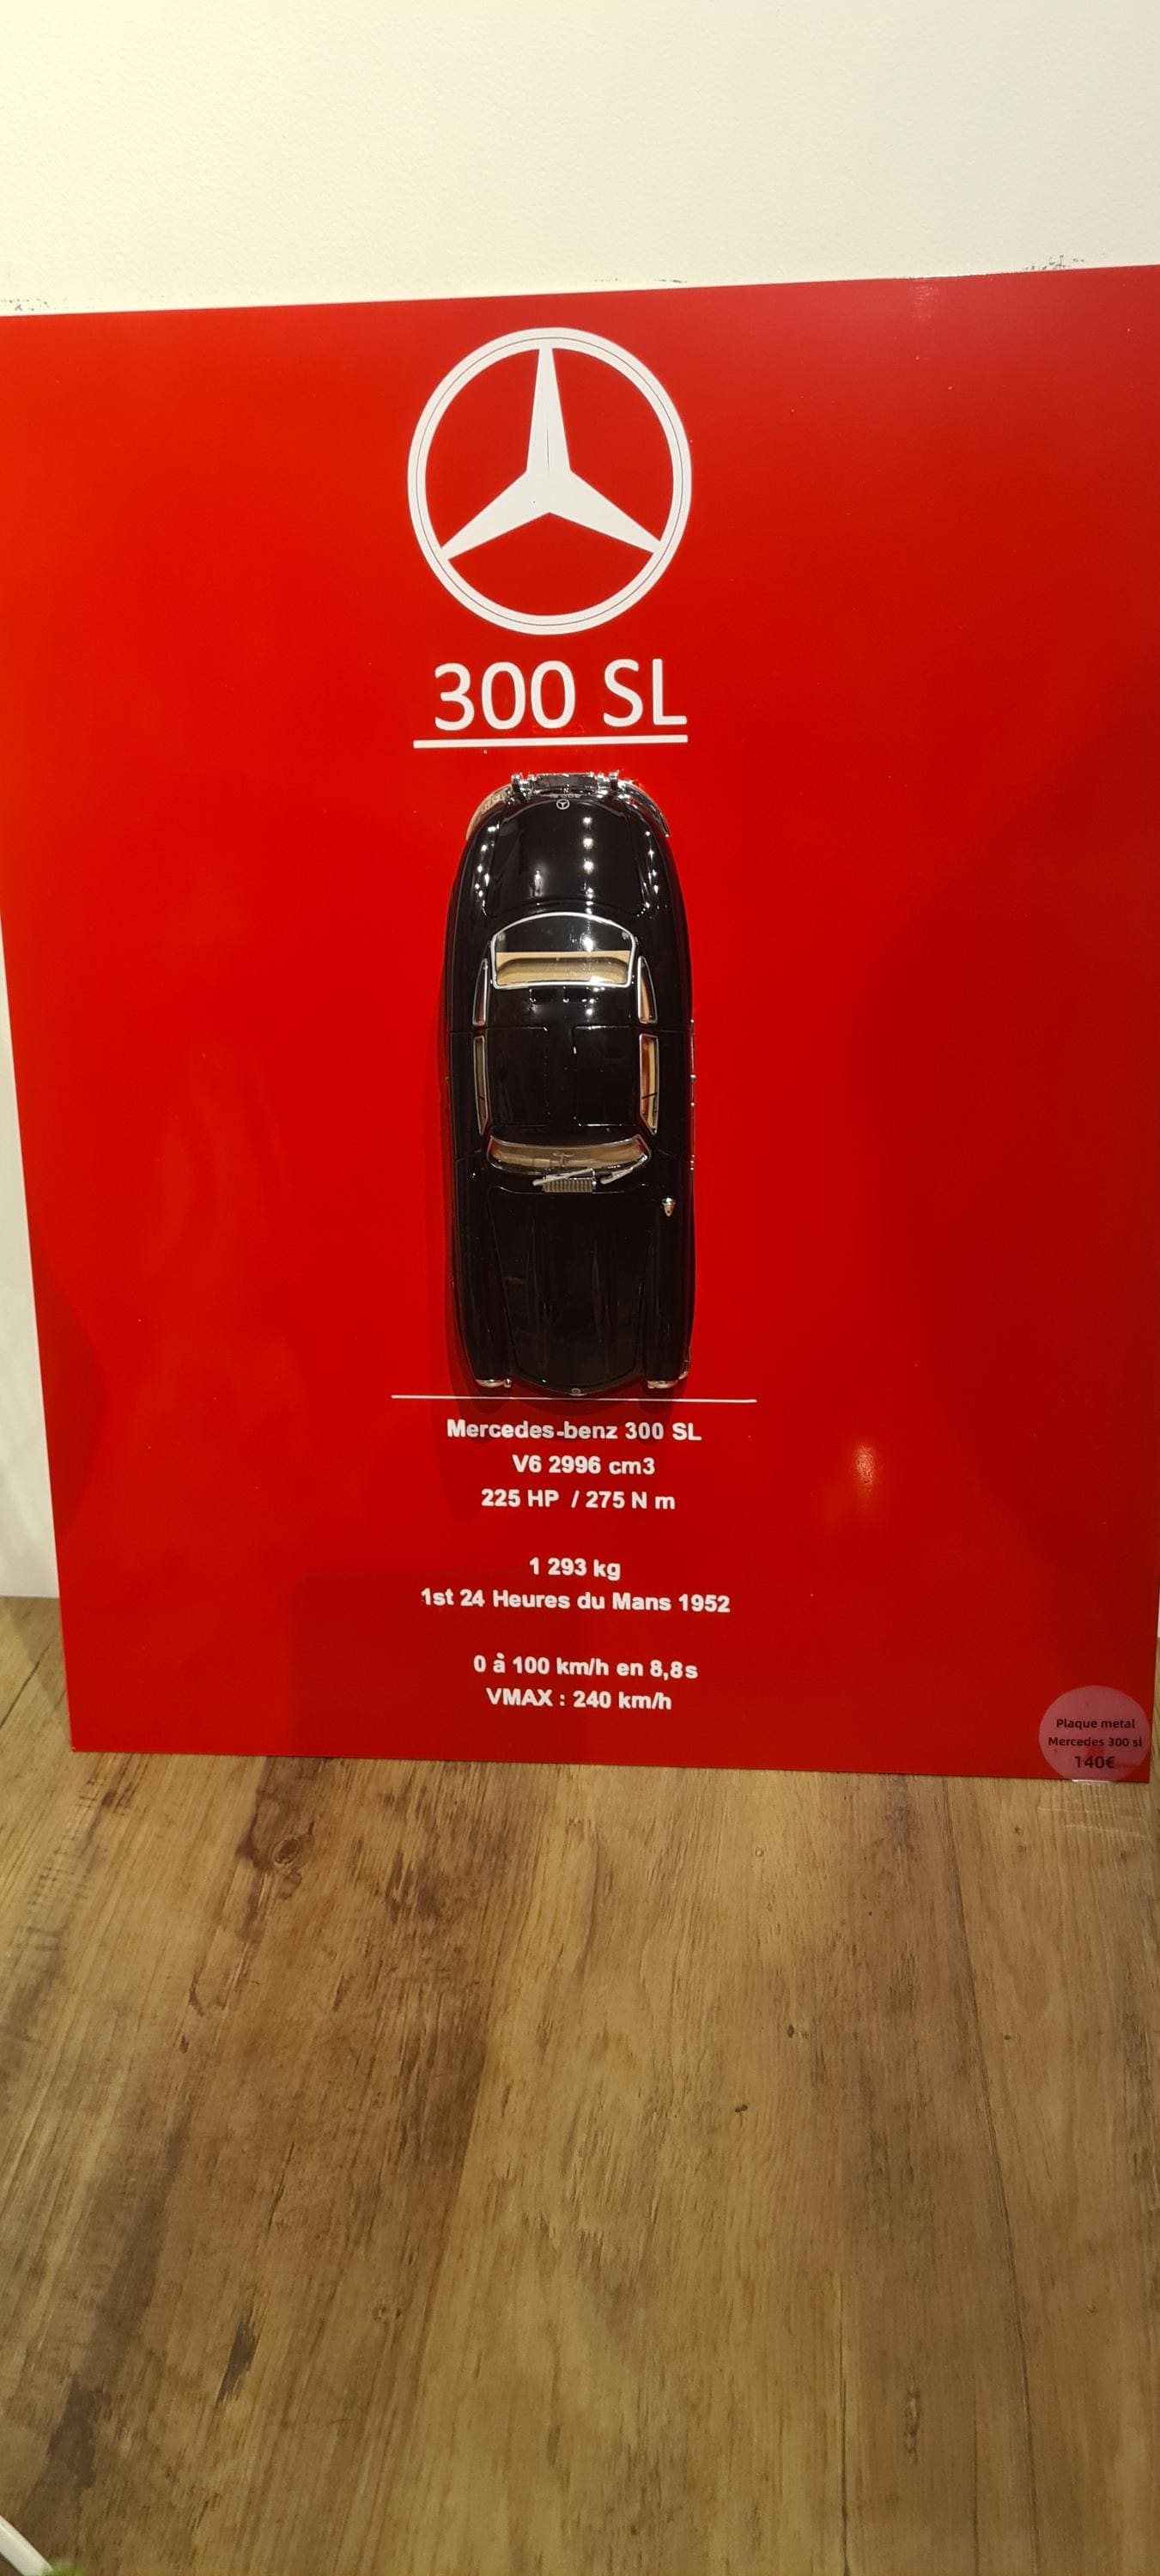 300 SL
Mercedes-benz 300 SL
V6 2996 cm3
225 HP / 275 N m
1 293 kg
1st 24 Heures du Mans 1952
0 à 100 km/h en 8,8s
VMAX : 240 km/h
Plaque metal
Mercedes 300 sl
140€